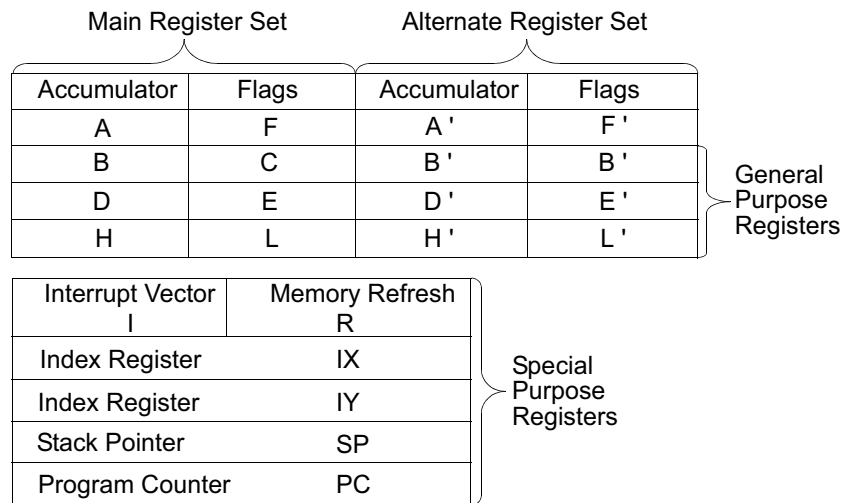 Main Register Set Alternate Register Set
Accumulator Flags Accumulator Flags
A F A ' F '
B C B ' B '
D E D ' E '
H L H ' L '
General
Purpose
Registers
Interrupt Vector Memory Refresh
I R
Index Register IX
Index Register IY
Stack Pointer SP
Program Counter PC
Special
Purpose
Registers